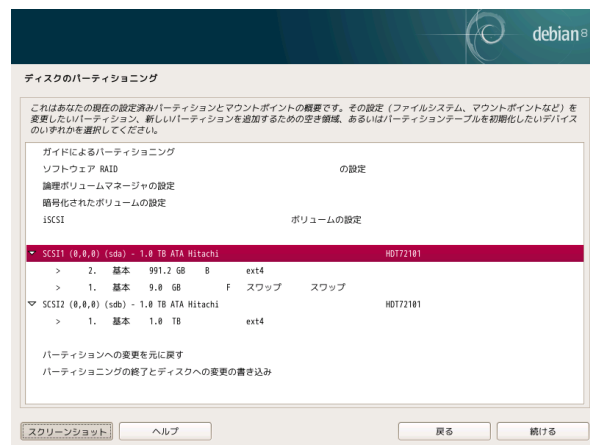 debian 8
ディスクのパーティショニング
これはあなたの現在の設定済みパーティションとマウントポイントの概要です。その設定 (ファイルシステム、マウントポイントなど) を
変更したいパーティション、新しいパーティションを追加するための空き領域、あるいはパーティションテーブルを初期化したいデバイス
のいずれかを選択してください。
ガイドによるパーティショニング
ソフトウェア RAID の設定
論理ボリュームマネージャの設定
暗号化されたボリュームの設定
iSCSI ボリュームの設定
SCSI1 (0,0,0) (sda) - 1.0 TB ATA Hitachi HDT72101
> 2. 基本 991.2 GB B ext4
> 1. 基本 9.0 GB F スワップ スワップ
SCSI2 (0,0,0) (sdb) - 1.0 TB ATA Hitachi HDT72101
> 1. 基本 1.0 TB ext4
パーティションへの変更を元に戻す
パーティショニングの終了とディスクへの変更の書き込み
スクリーンショット ヘルプ 戻る 続ける